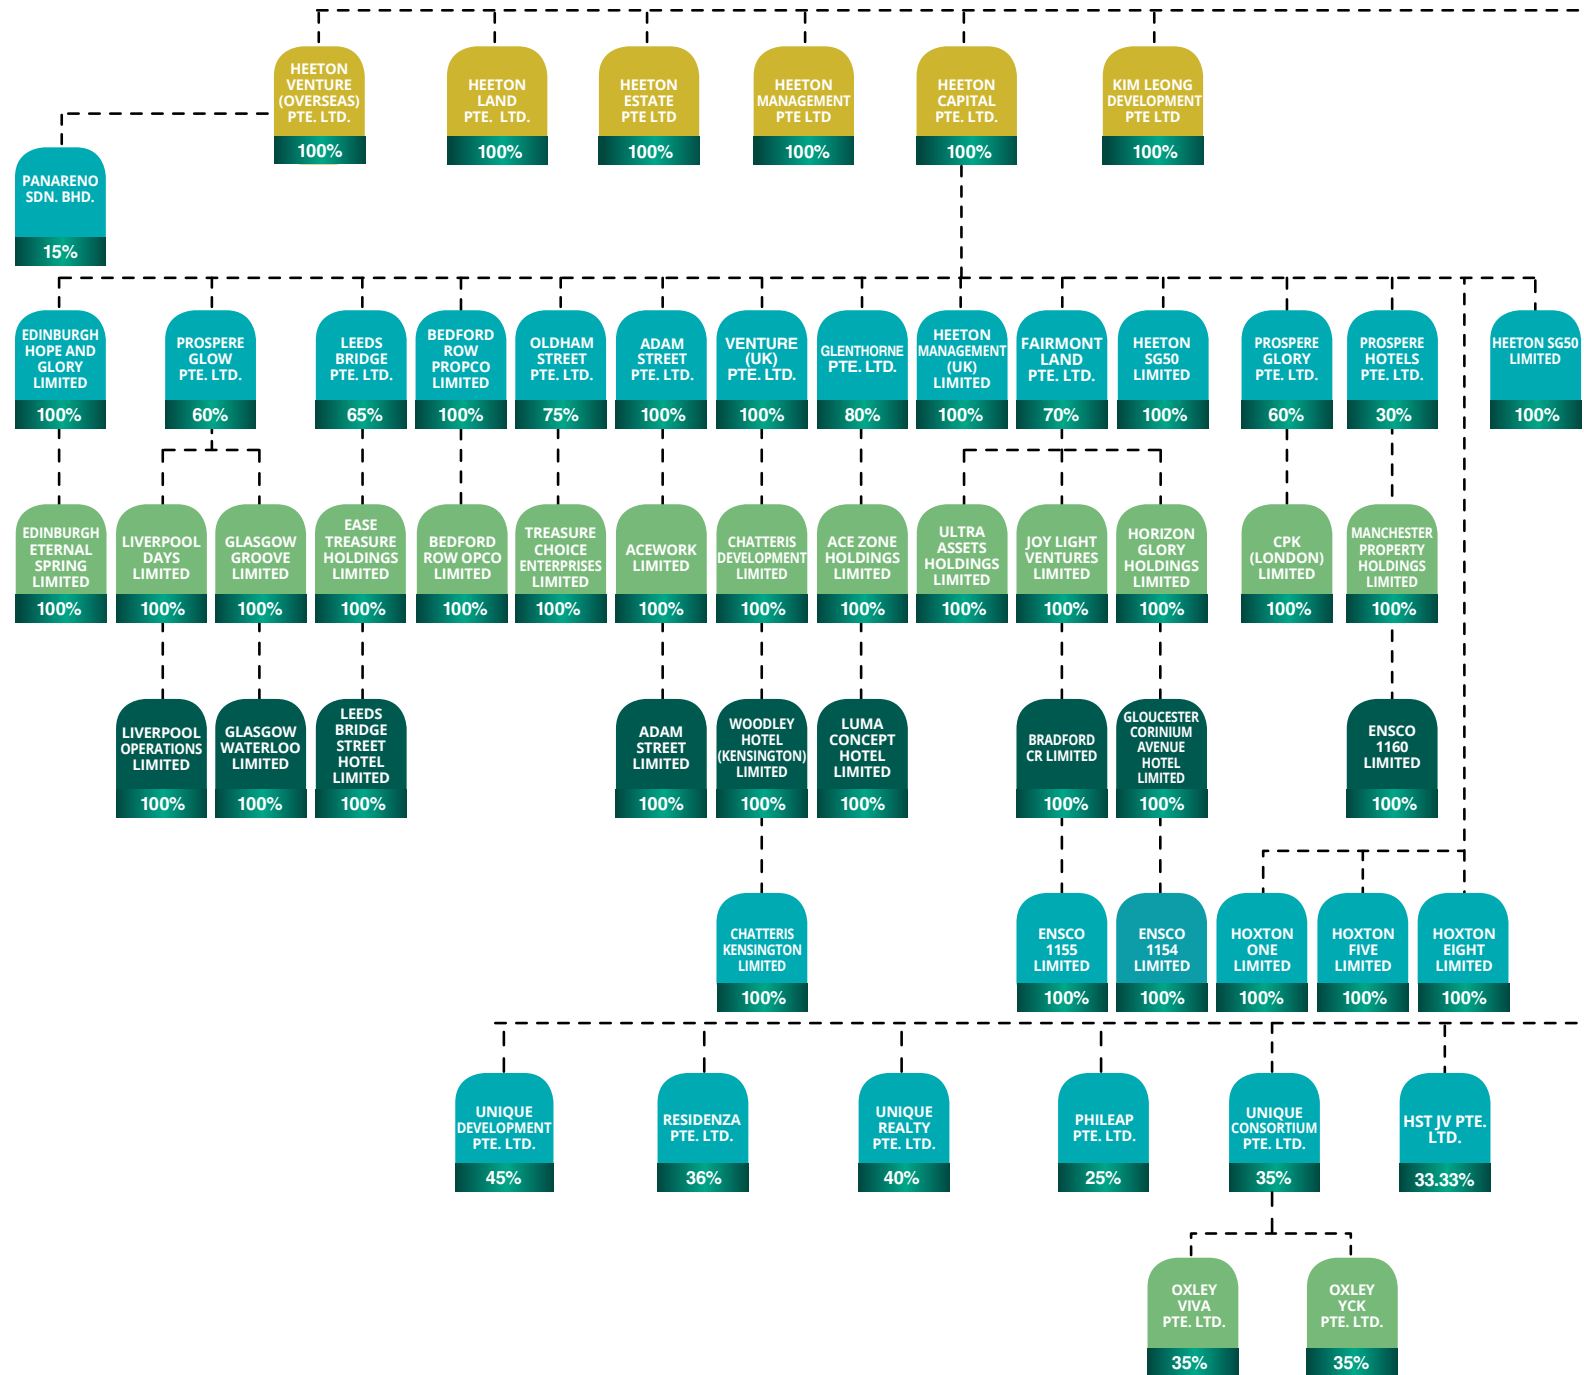 HEETON
VENTURE
(OVERSEAS)
PTE. LTD.
100%
HEETON
LAND
PTE. LTD.
100%
HEETON
ESTATE
PTE LTD
100%
HEETON
MANAGEMENT
PTE LTD
100%
HEETON
CAPITAL
PTE. LTD.
100%
KIM LEONG
DEVELOPMENT
PTE LTD
100%
PANARENO
SDN. BHD.
15%
EDINBURGH
HOPE AND
GLORY
LIMITED
100%
PROSPERE
GLOW
PTE. LTD.
60%
LEEDS
BRIDGE
PTE. LTD.
65%
BEDFORD
ROW
PROPCO
LIMITED
100%
OLDHAM
STREET
PTE. LTD.
75%
ADAM
STREET
PTE. LTD.
100%
VENTURE
(UK)
PTE. LTD.
100%
GLENTHORNE
PTE. LTD.
80%
HEETON
MANAGEMENT
(UK)
LIMITED
100%
FAIRMONT
LAND
PTE. LTD.
70%
HEETON
SG50
LIMITED
100%
PROSPERE
GLORY
PTE. LTD.
60%
PROSPERE
HOTELS
PTE. LTD.
30%
HEETON SG50
LIMITED
100%
EDINBURGH
ETERNAL
SPRING
LIMITED
100%
LIVERPOOL
DAYS
LIMITED
100%
GLASGOW
GROOVE
LIMITED
100%
EASE
TREASURE
HOLDINGS
LIMITED
100%
BEDFORD
ROW OPCO
LIMITED
100%
TREASURE
CHOICE
ENTERPRISES
LIMITED
100%
ACEWORK
LIMITED
100%
CHATTERIS
DEVELOPMENT
LIMITED
100%
ACE ZONE
HOLDINGS
LIMITED
100%
ULTRA
ASSETS
HOLDINGS
LIMITED
100%
JOY LIGHT
VENTURES
LIMITED
100%
HORIZON
GLORY
HOLDINGS
LIMITED
100%
CPK
(LONDON)
LIMITED
100%
MANCHESTER
PROPERTY
HOLDINGS
LIMITED
100%
LIVERPOOL
OPERATIONS
LIMITED
100%
GLASGOW
WATERLOO
LIMITED
100%
LEEDS
BRIDGE
STREET
HOTEL
LIMITED
100%
ADAM
STREET
LIMITED
100%
WOODLEY
HOTEL
(KENSINGTON)
LIMITED
100%
LUMA
CONCEPT
HOTEL
LIMITED
100%
BRADFORD
CR LIMITED
100%
GLOUCESTER
CORINIUM
AVENUE
HOTEL
LIMITED
100%
ENSCO
1160
LIMITED
100%
CHATTERIS
KENSINGTON
LIMITED
100%
ENSCO
1155
LIMITED
100%
ENSCO
1154
LIMITED
100%
HOXTON
ONE
LIMITED
100%
HOXTON
FIVE
LIMITED
100%
HOXTON
EIGHT
LIMITED
100%
UNIQUE
DEVELOPMENT
PTE. LTD.
45%
RESIDENZA
PTE. LTD.
36%
UNIQUE
REALTY
PTE. LTD.
40%
PHILEAP
PTE. LTD.
25%
UNIQUE
CONSORTIUM
PTE. LTD.
35%
HST JV PTE.
LTD.
33.33%
OXLEY
VIVA
PTE. LTD.
35%
OXLEY
YCK
PTE. LTD.
35%